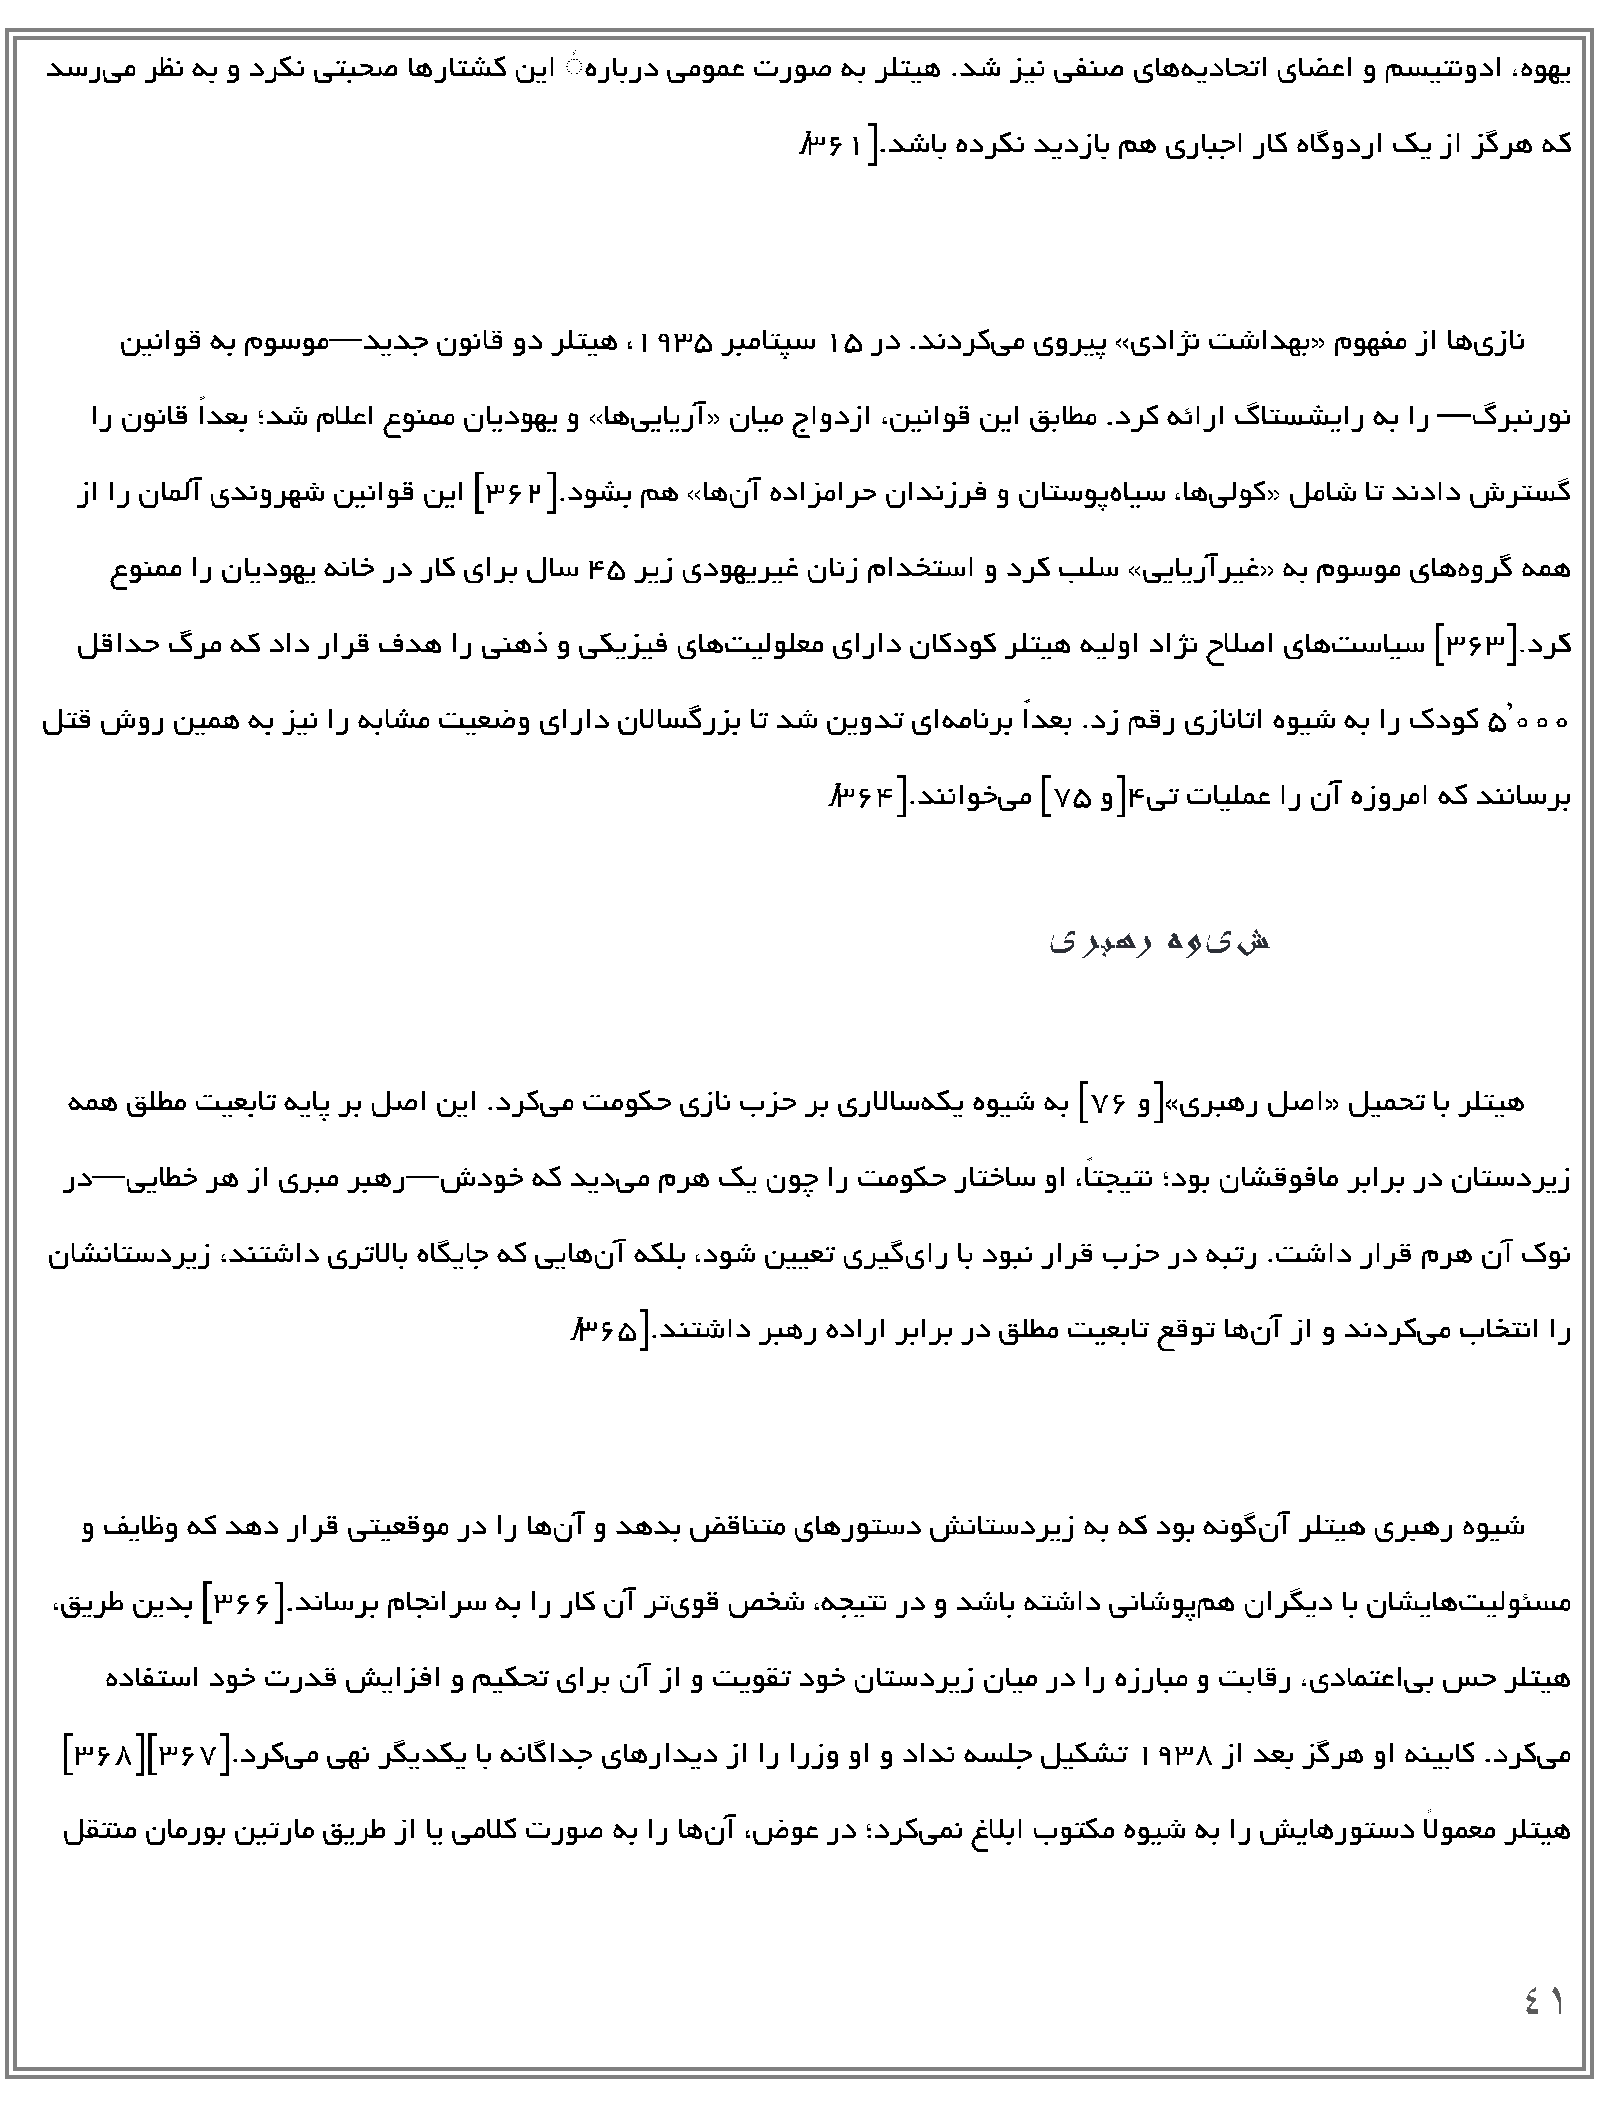 یهوه، ادونتیسم و اعضای اتحادیه‌های صنفی نیز شد. هیتلر به صورت عمومی درباره ٔ این کشتارها صحبتی نکرد و به نظر می‌رسد
که هرگز از یک اردوگاه کار اجباری هم بازدید نکرده باشد.[۳۶۱]
نازی‌ها از مفهوم «بهداشت نژادی» پیروی می‌کردند. در ۱۵ سپتامبر ۱۹۳۵، هیتلر دو قانون جدید—موسوم به قوانین
نورنبرگ— را به رایشستاگ ارائه کرد. مطابق این قوانین، ازدواج میان «آریایی‌ها» و یهودیان ممنوع اعلام شد؛ بعداً قانون را
گسترش دادند تا شامل «کولی‌ها، سیاه‌پوستان و فرزندان حرامزاده آن‌ها» هم بشود.[۳۶۲] این قوانین شهروندی آلمان را از
همه گروه‌های موسوم به «غیرآریایی» سلب کرد و استخدام زنان غیریهودی زیر ۴۵ سال برای کار در خانه یهودیان را ممنوع
کرد.[۳۶۳] سیاست‌های اصلاح نژاد اولیه هیتلر کودکان دارای معلولیت‌های فیزیکی و ذهنی را هدف قرار داد که مرگ حداقل
۵٬۰۰۰ کودک را به شیوه اتانازی رقم زد. بعداً برنامه‌ای تدوین شد تا بزرگسالان دارای وضعیت مشابه را نیز به همین روش قتل
برسانند که امروزه آن را عملیات تی۴[و ۷۵] می‌خوانند.[۳۶۴]
شیوه رهبری
هیتلر با تحمیل «اصل رهبری»[و ۷۶] به شیوه یکه‌سالاری بر حزب نازی حکومت می‌کرد. این اصل بر پایه تابعیت مطلق همه
زیردستان در برابر مافوقشان بود؛ نتیجتاً، او ساختار حکومت را چون یک هرم می‌دید که خودش—رهبر مبری از هر خطایی—در
نوک آن هرم قرار داشت. رتبه در حزب قرار نبود با رای‌گیری تعیین شود، بلکه آن‌هایی که جایگاه بالاتری داشتند، زیردستانشان
را انتخاب می‌کردند و از آن‌ها توقع تابعیت مطلق در برابر اراده رهبر داشتند.[۳۶۵]
شیوه رهبری هیتلر آن‌گونه بود که به زیردستانش دستورهای متناقض بدهد و آن‌ها را در موقعیتی قرار دهد که وظایف و
مسئولیت‌هایشان با دیگران هم‌پوشانی داشته باشد و در نتیجه، شخص قوی‌تر آن کار را به سرانجام برساند.[۳۶۶] بدین طریق،
هیتلر حس بی‌اعتمادی، رقابت و مبارزه را در میان زیردستان خود تقویت و از آن برای تحکیم و افزایش قدرت خود استفاده
می‌کرد. کابینه او هرگز بعد از ۱۹۳۸ تشکیل جلسه نداد و او وزرا را از دیدارهای جداگانه با یکدیگر نهی می‌کرد.[۳۶۷][۳۶۸]
هیتلر معمولاً دستورهایش را به شیوه مکتوب ابلاغ نمی‌کرد؛ در عوض، آن‌ها را به صورت کلامی یا از طریق مارتین بورمان منتقل
٤١